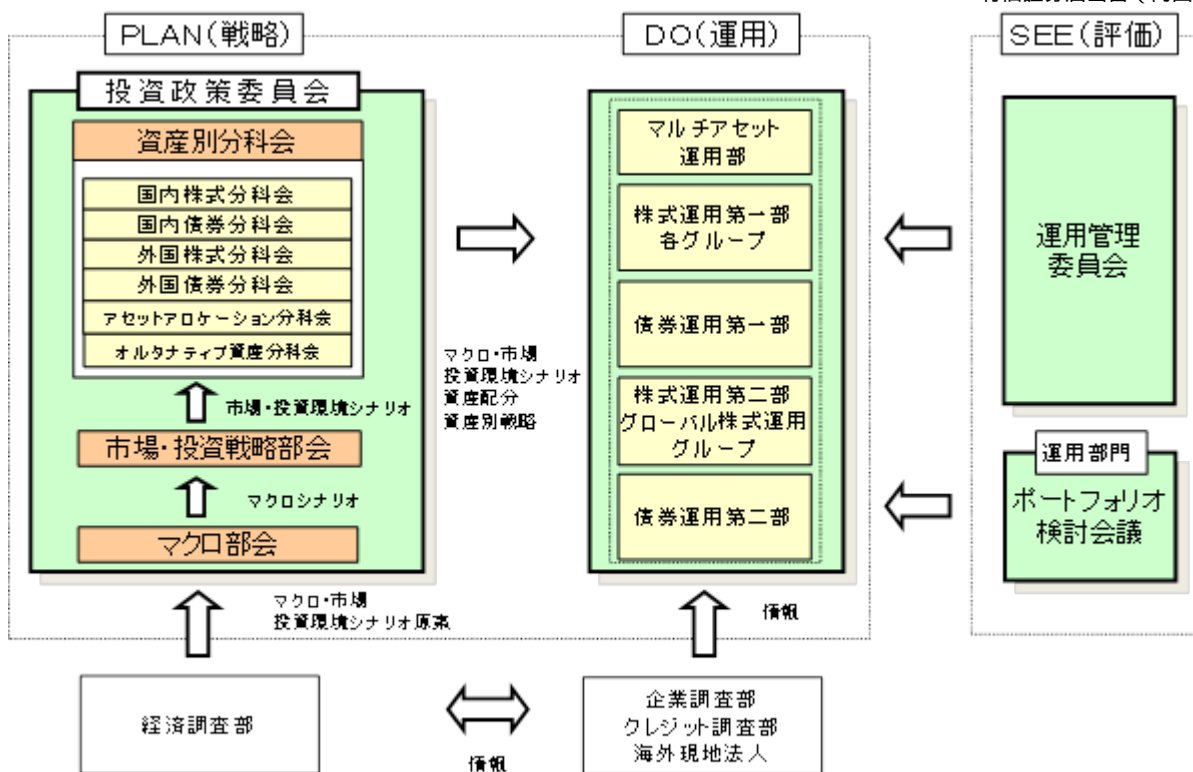 PLAN(戦略)
DO(運用)
SEE(評価)
投資政策委員会
資産別分科会
国内株式分科会
国内債券分科会
外国株式分科会
外国債券分科会
アセットアロケーション分科会
オルタナティブ資産分科会
市場・投資環境シナリオ
市場・投資戦略部会
マクロシナリオ
マクロ部会
マクロ・市場
投資環境シナリオ
資産配分
資産別戦略
マルチアセット
運用部
株式運用第一部
各グループ
債券運用第一部
株式運用第二部
グローバル株式運用
グループ
債券運用第二部
運用管理
委員会
運用部門
ポートフォリオ
検討会議
マクロ・市場
投資環境シナリオ原案
情報
経済調査部
情報
企業調査部
クレジット調査部
海外現地法人